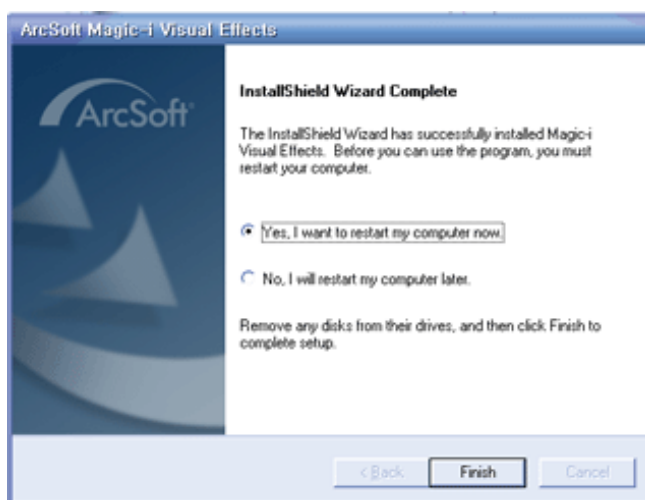 ArcSoft Magic-i Visual Effects
ArcSoft
InstallShield Wizard Complete
The InstallShield Wizard has successfully installed Magic-i
Visual Effects. Before you can use the program, you must
restart your computer.
Yes, I want to restart my computer now.
No, I will restart my computer later.
Remove any disks from their drives, and then click Finish to
complete setup.
< Back
Finish
Cancel